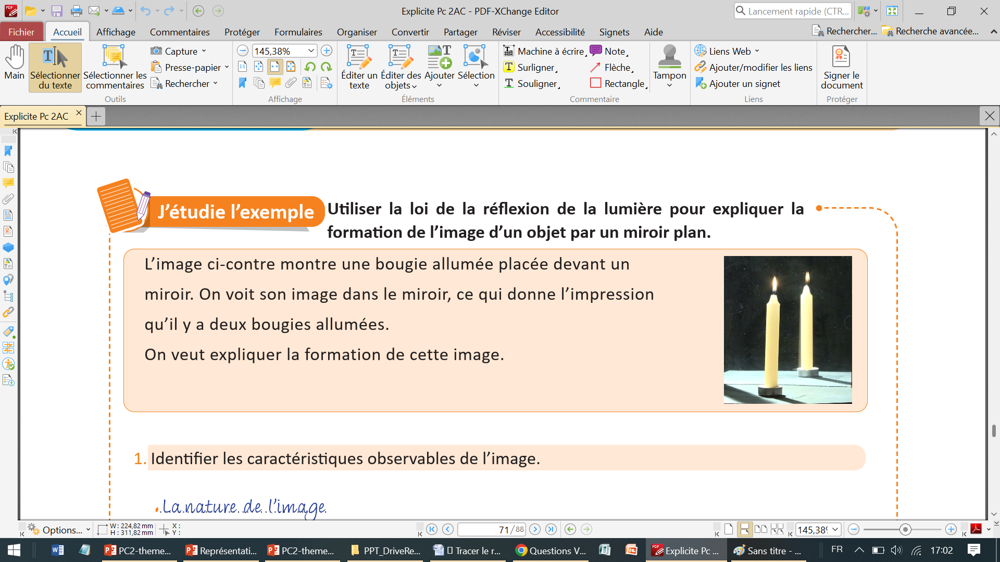 Explicite Pc 2AC - PDF-XChange Editor
Lancement rapide (CTR...
Fichier
Accueil
Affichage
Commentaires
Protéger
Formulaires
Organiser
Convertir
Partager
Réviser
Accessibilité
Signets
Aide
Rechercher...
Recherche avancée...
Main
Sélectionner du texte
Sélectionner les commentaires
Capture
Presse-papier
Rechercher
Outils
145,38%
Affichage
Éditer un texte
Éditer des objets
Ajouter
Sélection
Éléments
Machine à écrire
Surligner
Souligner
Note
Flèche
Rectangle
Commentaire
Tampon
Liens Web
Ajouter/modifier les liens
Ajouter un signet
Liens
Signer le document
Protéger
Explicite Pc 2AC
J'étudie l'exemple
Utiliser la loi de la réflexion de la lumière pour expliquer la
formation de l'image d'un objet par un miroir plan.
L'image ci-contre montre une bougie allumée placée devant un
miroir. On voit son image dans le miroir, ce qui donne l'impression
qu'il y a deux bougies allumées.
On veut expliquer la formation de cette image.
1. Identifier les caractéristiques observables de l'image.
• La nature de l'image
Options...
W: 224,82 mm
H: 311,82 mm
X:
Y:
71 / 88
145,38%
PC2-theme...
Représentati...
PC2-theme...
PPT_DriveRe...
Tracer le r...
Questions V...
Explicite Pc ...
Sans titre - ...
FR
17:02